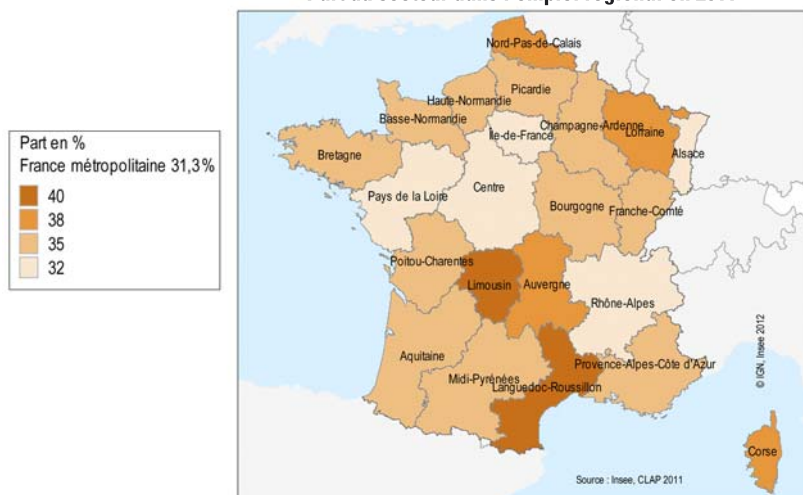 Part en %
France métropolitaine 31,3%
40
38
35
32
Nord-Pas-de-Calais
Picardie
Haute-Normandie
Basse-Normandie
Île-de-France
Champagne-Ardenne
Lorraine
Alsace
Bretagne
Pays de la Loire
Centre
Bourgogne
Franche-Comté
Poitou-Charentes
Limousin
Auvergne
Rhône-Alpes
Aquitaine
Midi-Pyrénées
Languedoc-Roussillon
Provence-Alpes-Côte d'Azur
Corse
© IGN, Insee 2012
Source : Insee, CLAP 2011